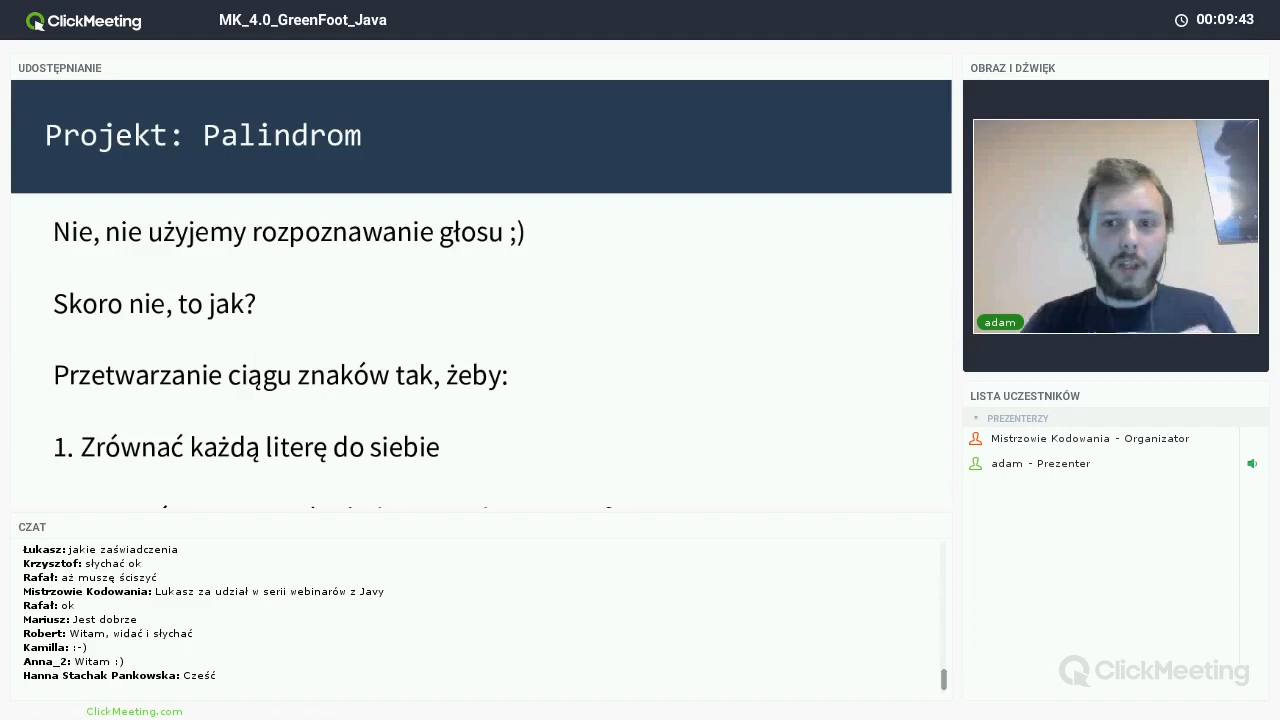 ClickMeeting
MK_4.0_GreenFoot_Java
00:09:43
UDOSTĘPNIANIE
Projekt: Palindrom
Nie, nie użyjemy rozpoznawanie głosu ;)
Skoro nie, to jak?
Przetwarzanie ciągu znaków tak, żeby:
1. Zrównać każdą literę do siebie
OBRAZ I DŹWIĘK
adam
LISTA UCZESTNIKÓW
PREZENTERZY
Mistrzowie Kodowania - Organizator
adam - Prezenter
ClickMeeting
CZAT
Łukasz: jakie zaświadczenia
Krzysztof: słychać ok
Rafał: aż muszę ściszyć
Mistrzowie Kodowania: Lukasz za udział w serii webinarów z Javy
Rafał: ok
Mariusz: Jest dobrze
Robert: Witam, widać i słychać
Kamilla: :-)
Anna_2: Witam :)
Hanna Stachak Pankowska: Cześć
ClickMeeting.com